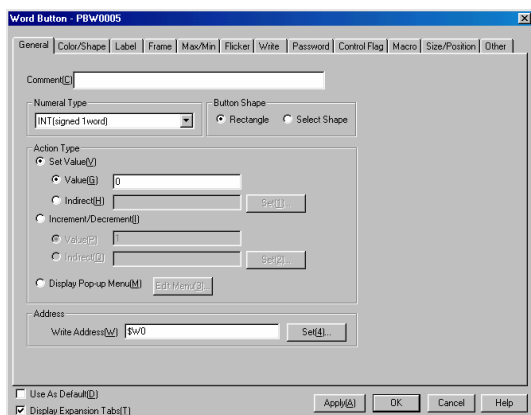 Word Button - PBW0005
General Color/Shape Label Frame Max/Min Flicker Write Password Control Flag Macro Size/Position Other
Comment(C)
Numeral Type
INT(signed 1word)
Button Shape
Rectangle Select Shape
Action Type
Set Value(V)
Value(G) 0
Indirect(H) Set(1)...
Increment/Decrement(I)
Value(P) 1
Indirect(Q) Set(2)...
Display Pop-up Menu(M) Edit Menu(3)...
Address
Write Address(W) $W0 Set(4)...
Use As Default(D)
Display Expansion Tabs(T)
Apply(A) OK Cancel Help